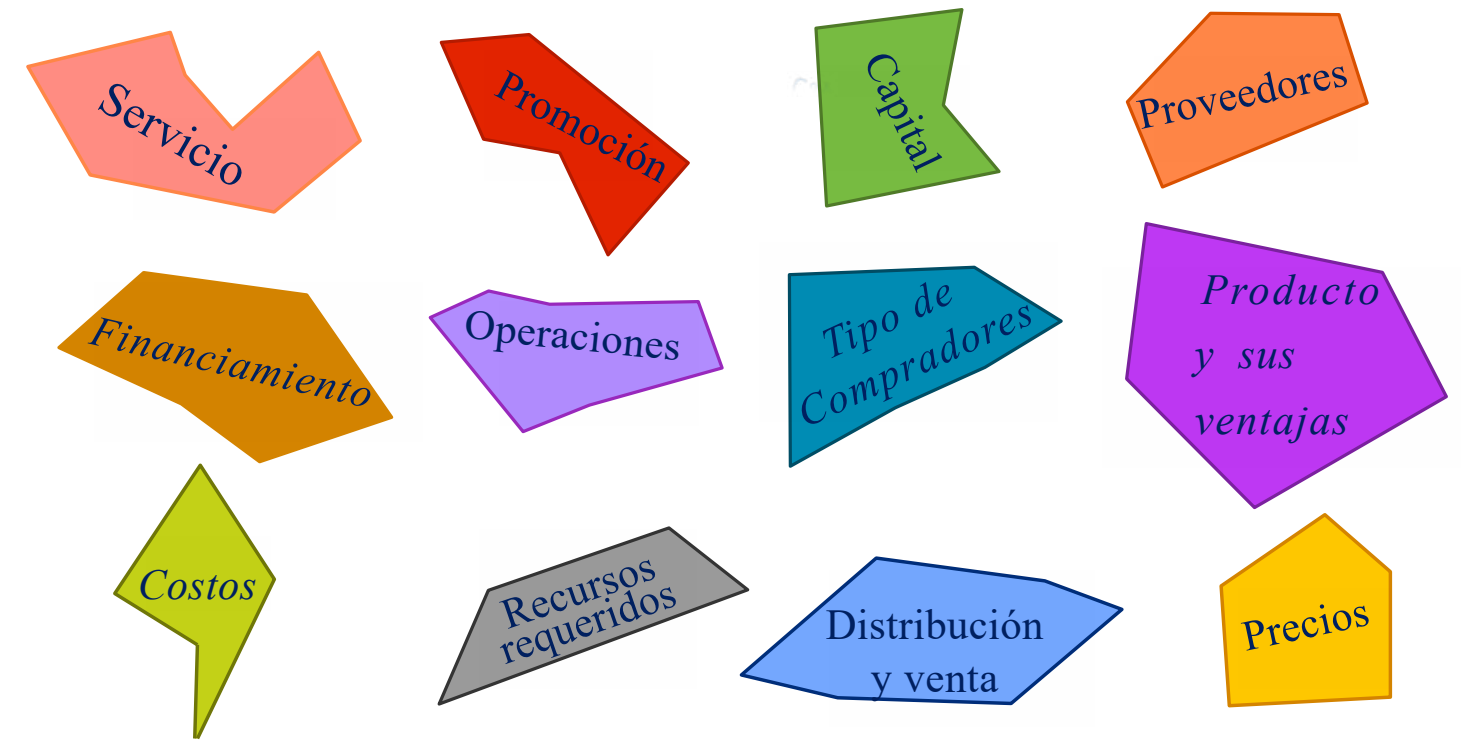 Servicio
Promoción
Capital
Proveedores
Financiamiento
Operaciones
Tipo de
Compradores
Producto
y sus
ventajas
Costos
Recursos
requeridos
Distribución
y venta
Precios